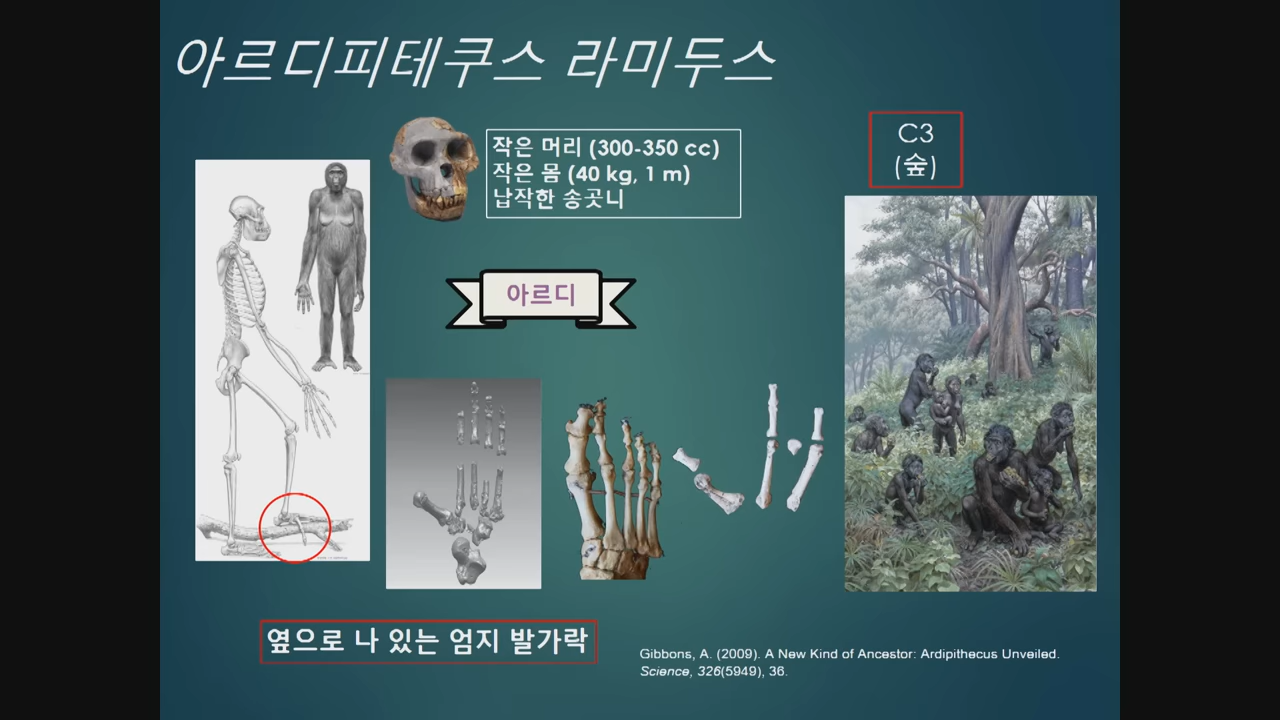 아르디피테쿠스 라미두스
작은 머리 (300-350 cc)
작은 몸 (40 kg, 1 m)
납작한 송곳니
C3
(숲)
아르디
옆으로 나 있는 엄지 발가락
Gibbons, A. (2009). A New Kind of Ancestor: Ardipithecus Unveiled.
Science, 326(5949), 36.